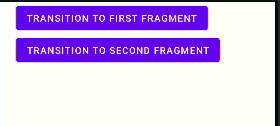 TRANSITION TO FIRST FRAGMENT
TRANSITION TO SECOND FRAGMENT